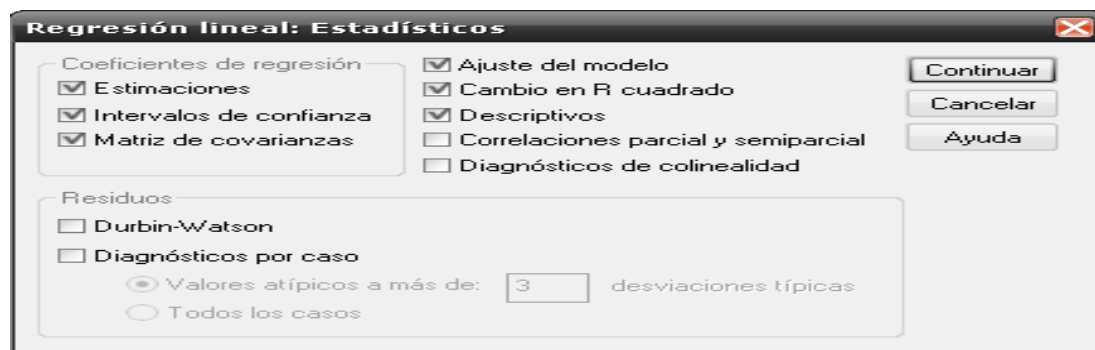 Regresión lineal: Estadísticos
Coeficientes de regresión
Estimaciones
Intervalos de confianza
Matriz de covarianzas
Ajuste del modelo
Cambio en R cuadrado
Descriptivos
Correlaciones parcial y semiparcial
Diagnósticos de colinealidad
Continuar
Cancelar
Ayuda
Residuos
Durbin-Watson
Diagnósticos por caso
Valores atípicos a más de: 3 desviaciones típicas
Todos los casos